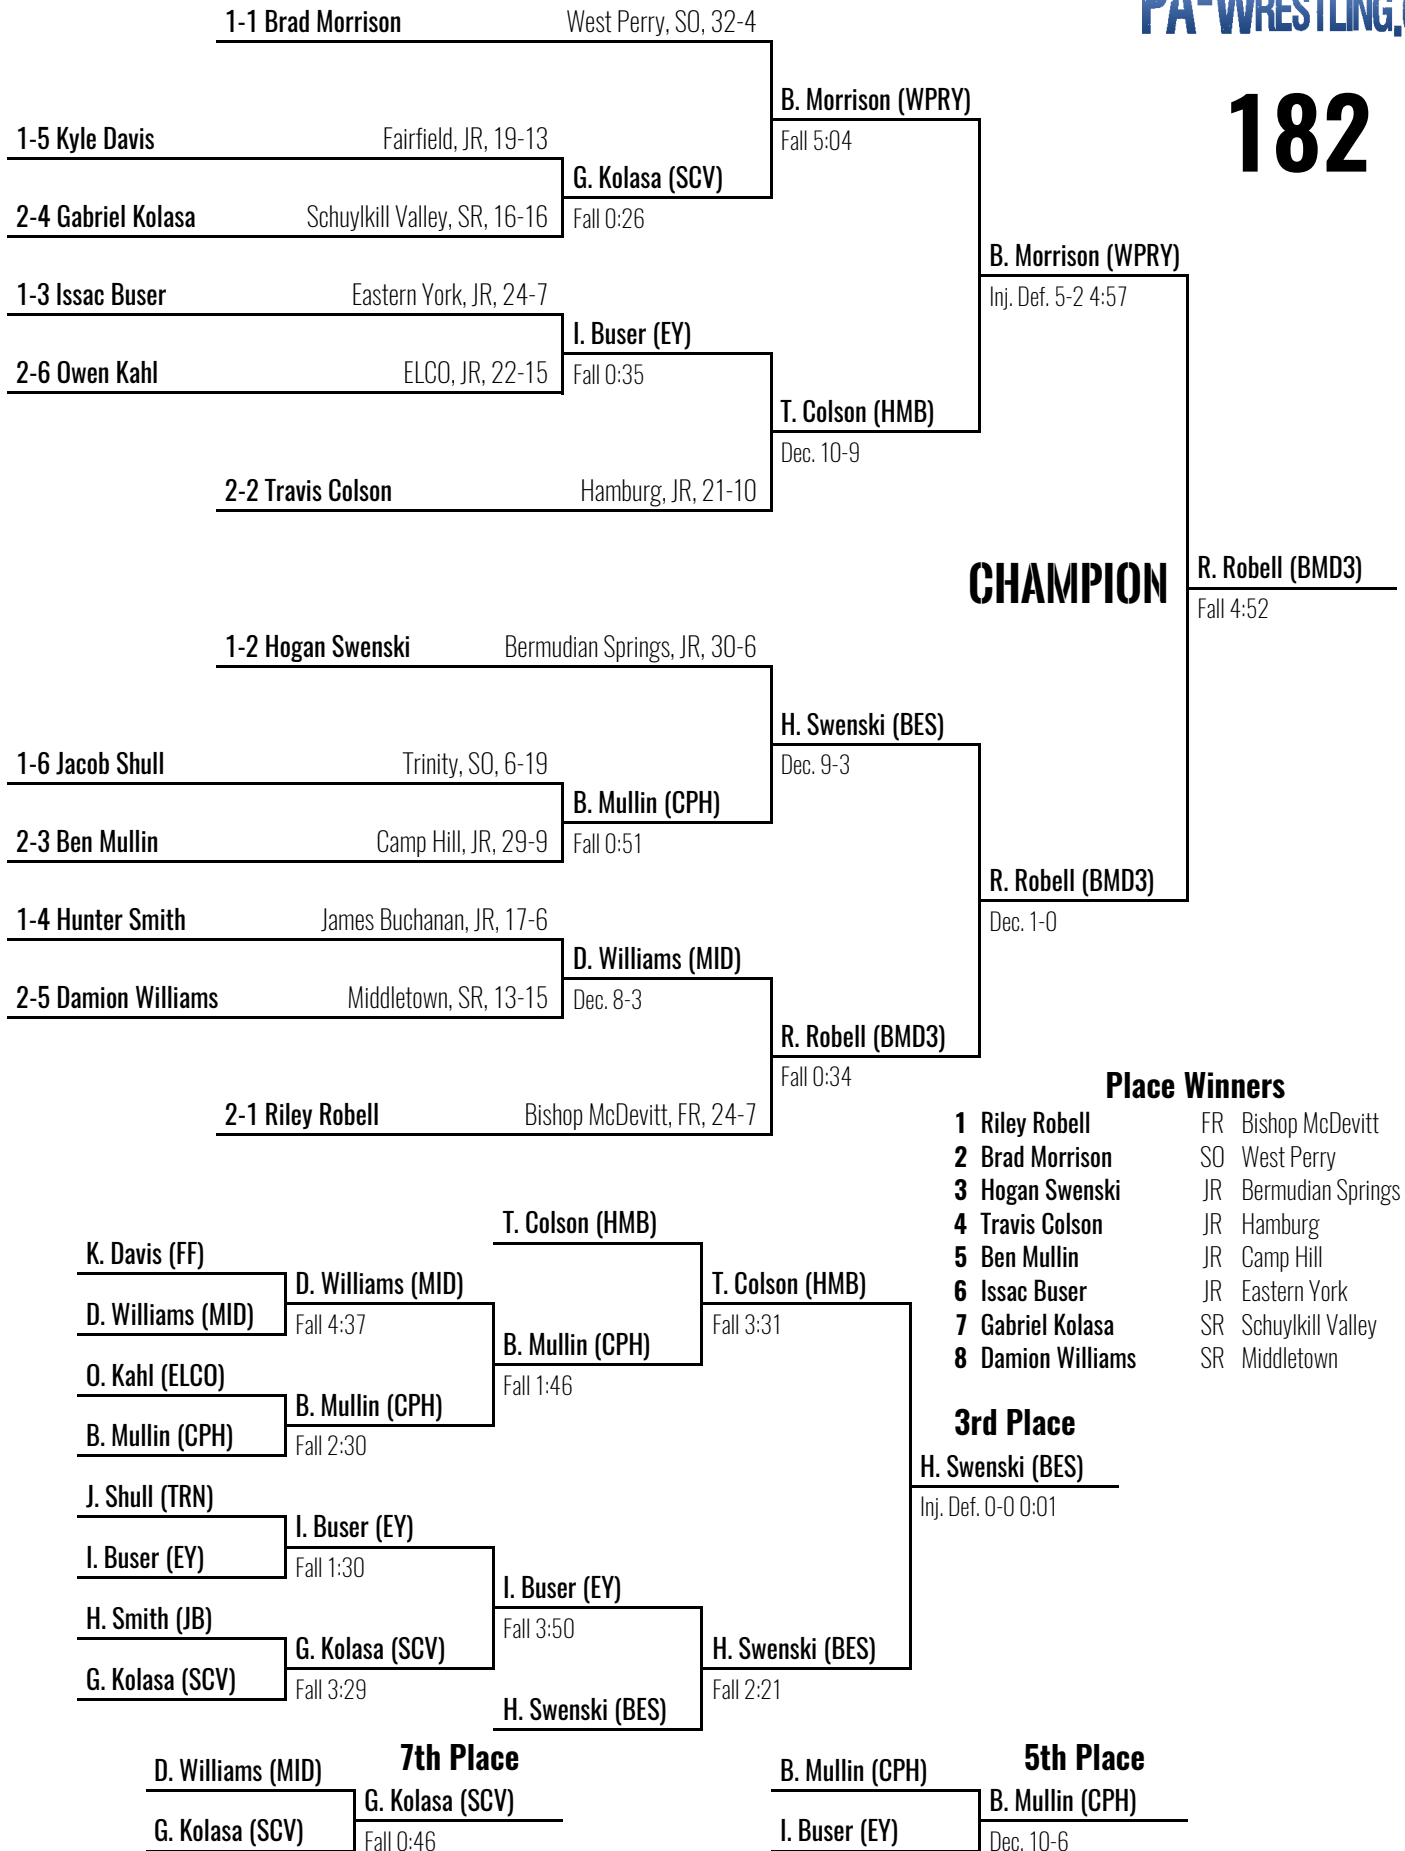 PA-WRESTLING.
182
1-1 Brad Morrison West Perry, SO, 32-4
B. Morrison (WPRY)
Fall 5:04
1-5 Kyle Davis Fairfield, JR, 19-13
G. Kolasa (SCV)
Fall 0:26
2-4 Gabriel Kolasa Schuylkill Valley, SR, 16-16
B. Morrison (WPRY)
Inj. Def. 5-2 4:57
1-3 Issac Buser Eastern York, JR, 24-7
I. Buser (EY)
Fall 0:35
2-6 Owen Kahl ELCO, JR, 22-15
T. Colson (HMB)
Dec. 10-9
2-2 Travis Colson Hamburg, JR, 21-10
CHAMPION
R. Robell (BMD3)
Fall 4:52
1-2 Hogan Swenski Bermudian Springs, JR, 30-6
H. Swenski (BES)
Dec. 9-3
1-6 Jacob Shull Trinity, SO, 6-19
B. Mullin (CPH)
Fall 0:51
2-3 Ben Mullin Camp Hill, JR, 29-9
R. Robell (BMD3)
Dec. 1-0
1-4 Hunter Smith James Buchanan, JR, 17-6
D. Williams (MID)
Dec. 8-3
2-5 Damion Williams Middletown, SR, 13-15
R. Robell (BMD3)
Fall 0:34
2-1 Riley Robell Bishop McDevitt, FR, 24-7
Place Winners
1 Riley Robell FR Bishop McDevitt
2 Brad Morrison SO West Perry
3 Hogan Swenski JR Bermudian Springs
4 Travis Colson JR Hamburg
5 Ben Mullin JR Camp Hill
6 Issac Buser JR Eastern York
7 Gabriel Kolasa SR Schuylkill Valley
8 Damion Williams SR Middletown
T. Colson (HMB)
K. Davis (FF)
D. Williams (MID)
D. Williams (MID)
Fall 4:37
T. Colson (HMB)
Fall 3:31
B. Mullin (CPH)
Fall 1:46
O. Kahl (ELCO)
B. Mullin (CPH)
B. Mullin (CPH)
Fall 2:30
3rd Place
H. Swenski (BES)
Inj. Def. 0-0 0:01
J. Shull (TRN)
I. Buser (EY)
I. Buser (EY)
Fall 1:30
I. Buser (EY)
Fall 3:50
H. Smith (JB)
G. Kolasa (SCV)
G. Kolasa (SCV)
Fall 3:29
H. Swenski (BES)
Fall 2:21
H. Swenski (BES)
7th Place
D. Williams (MID)
G. Kolasa (SCV)
G. Kolasa (SCV)
Fall 0:46
5th Place
B. Mullin (CPH)
B. Mullin (CPH)
I. Buser (EY)
Dec. 10-6